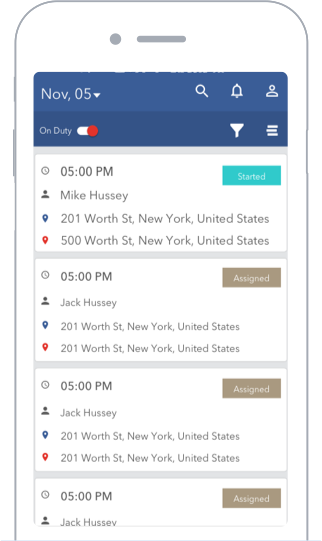 Nov, 05
On Duty
05:00 PM
Started
Mike Hussey
201 Worth St, New York, United States
500 Worth St, New York, United States
05:00 PM
Assigned
Jack Hussey
201 Worth St, New York, United States
201 Worth St, New York, United States
05:00 PM
Assigned
Jack Hussey
201 Worth St, New York, United States
201 Worth St, New York, United States
05:00 PM
Assigned
Jack Hussey